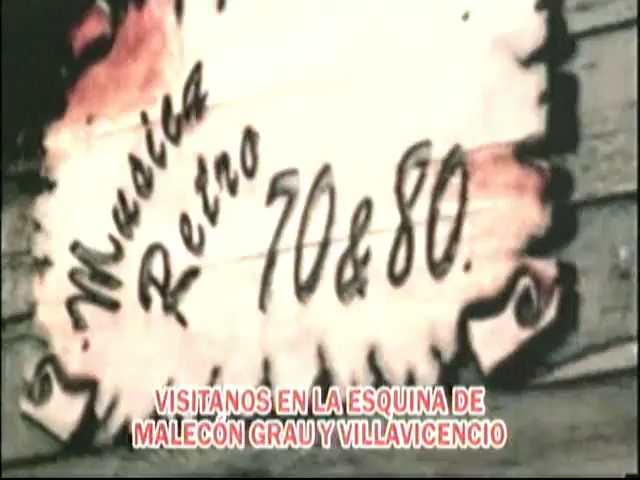 Musica
Retro
70 & 80.
VISITANOS EN LA ESQUINA DE
MALECÓN GRAU Y VILLAVICENCIO